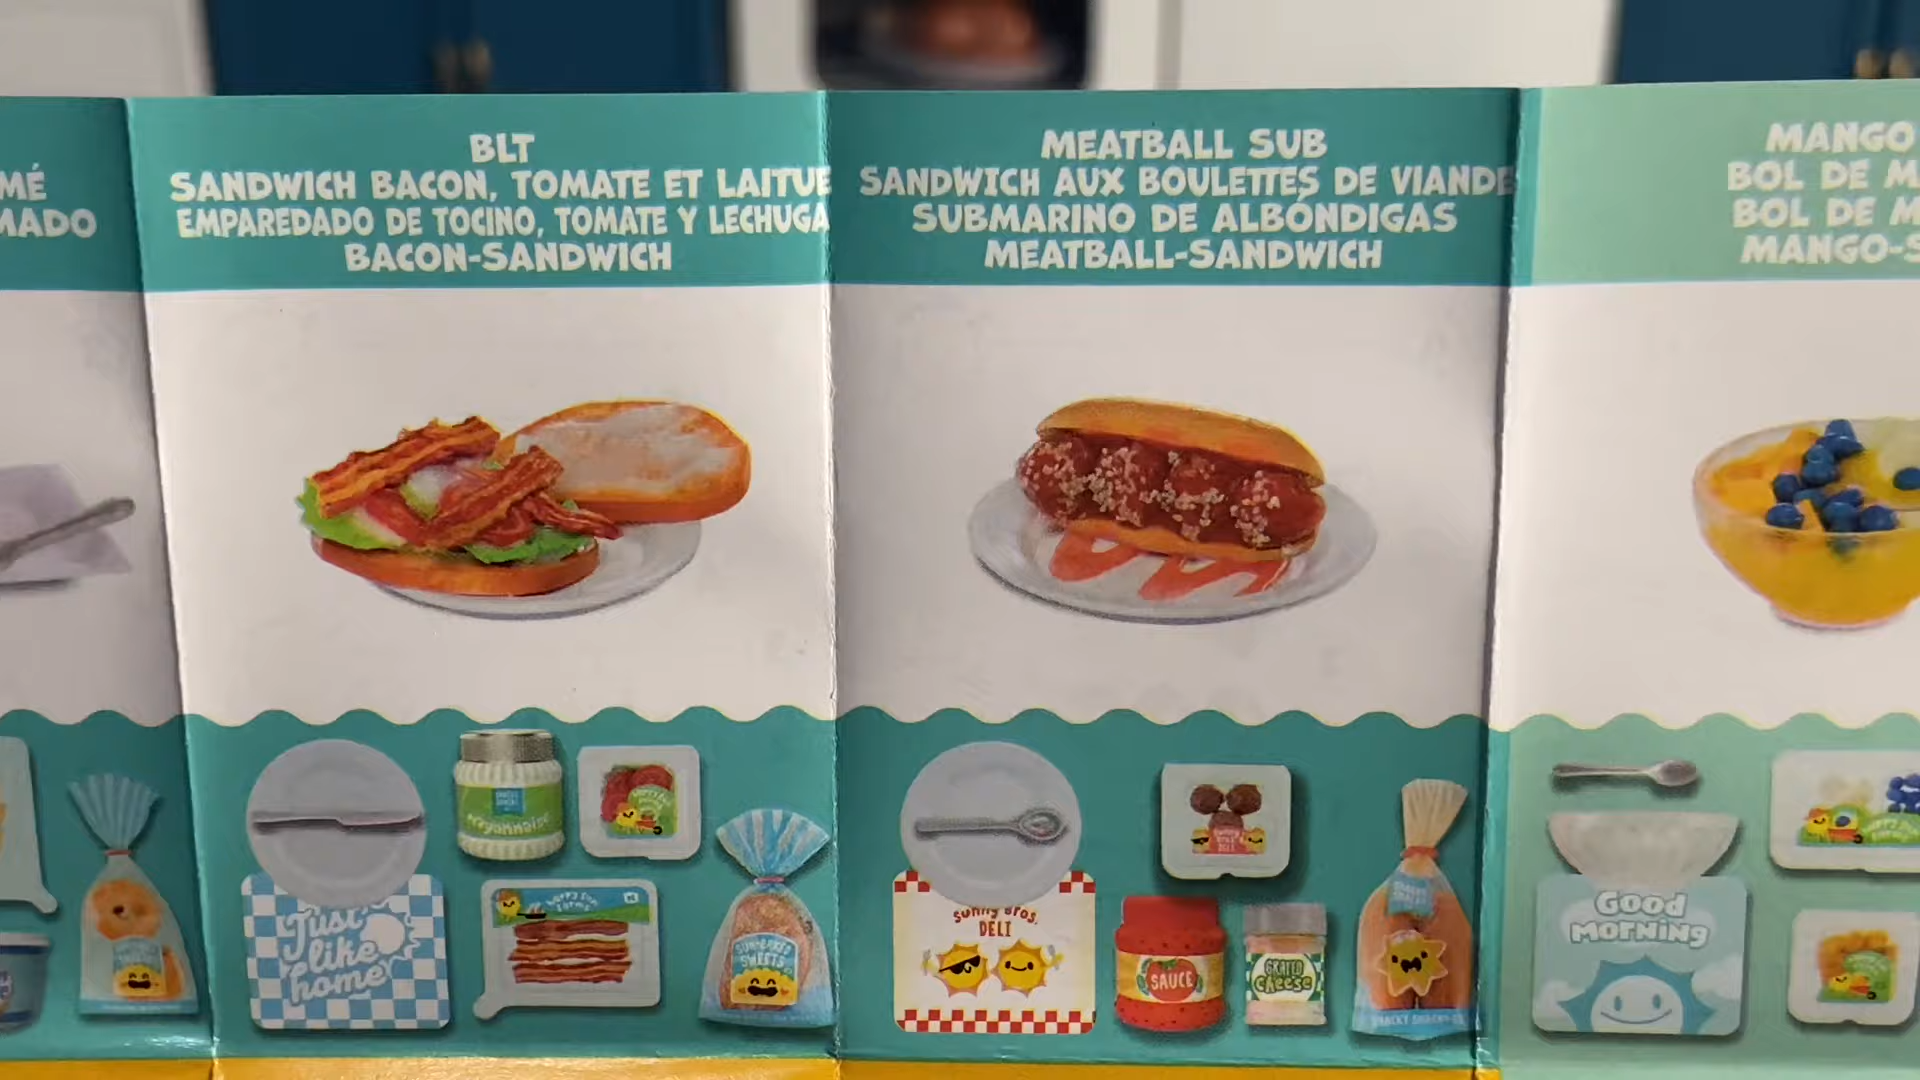 MÉ
MADO
BLT
SANDWICH BACON, TOMATE ET LAITUE
EMPAREDADO DE TOCINO, TOMATE Y LECHUGA
BACON-SANDWICH
MEATBALL SUB
SANDWICH AUX BOULETTES DE VIANDE
SUBMARINO DE ALBÓNDIGAS
MEATBALL-SANDWICH
MANGO
BOL DE M
BOL DE M
MANGO-S
mayonnaise
Just
like
home
SWEETS
Sunny Bros.
DELI
SAUCE
GRATED
cheese
Good
Morning